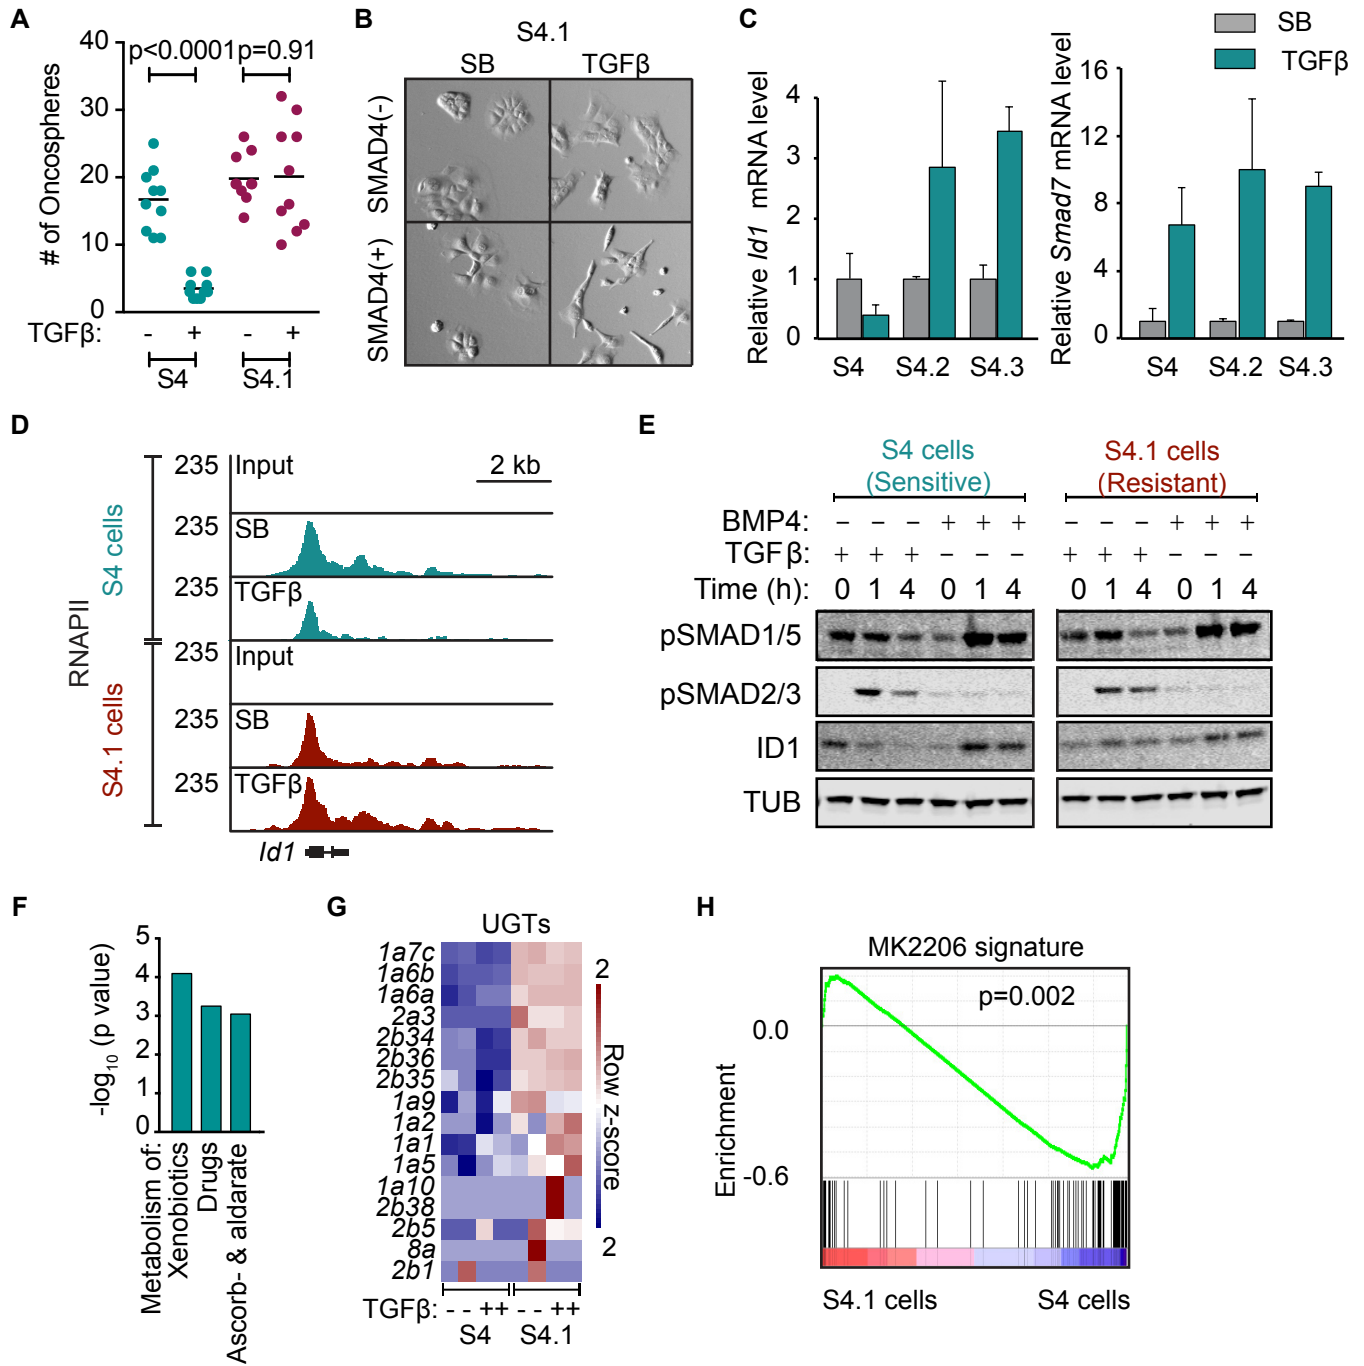 A
40
30
20
10
0
# of Oncospheres
p<0.0001
p=0.91
TGFβ:
-
+
-
+
S4
S4.1
B
S4.1
SB
TGFβ
SMAD4(-)
SMAD4(+)
C
SB
TGFβ
Relative Id1 mRNA level
4
3
2
1
0
S4
S4.2
S4.3
Relative Smad7 mRNA level
16
12
8
4
0
S4
S4.2
S4.3
D
RNAPII
S4 cells
S4.1 cells
2 kb
235
Input
235
SB
235
TGFβ
235
Input
235
SB
235
TGFβ
Id1
E
S4 cells
(Sensitive)
S4.1 cells
(Resistant)
BMP4: – – – + + + – – – + + +
TGFβ: + + + – – – + + + – – –
Time (h): 0 1 4 0 1 4 0 1 4 0 1 4
pSMAD1/5
pSMAD2/3
ID1
TUB
F
-log10 (p value)
5
4
3
2
1
0
Metabolism of:
Xenobiotics
Drugs
Ascorb- & aldarate
G
UGTs
1a7c
1a6b
1a6a
2a3
2b34
2b36
2b35
1a9
1a2
1a1
1a5
1a10
2b38
2b5
8a
2b1
2
Row z-score
2
TGFβ: - - ++ - - ++
S4
S4.1
H
MK2206 signature
p=0.002
Enrichment
0.0
-0.6
S4.1 cells
S4 cells